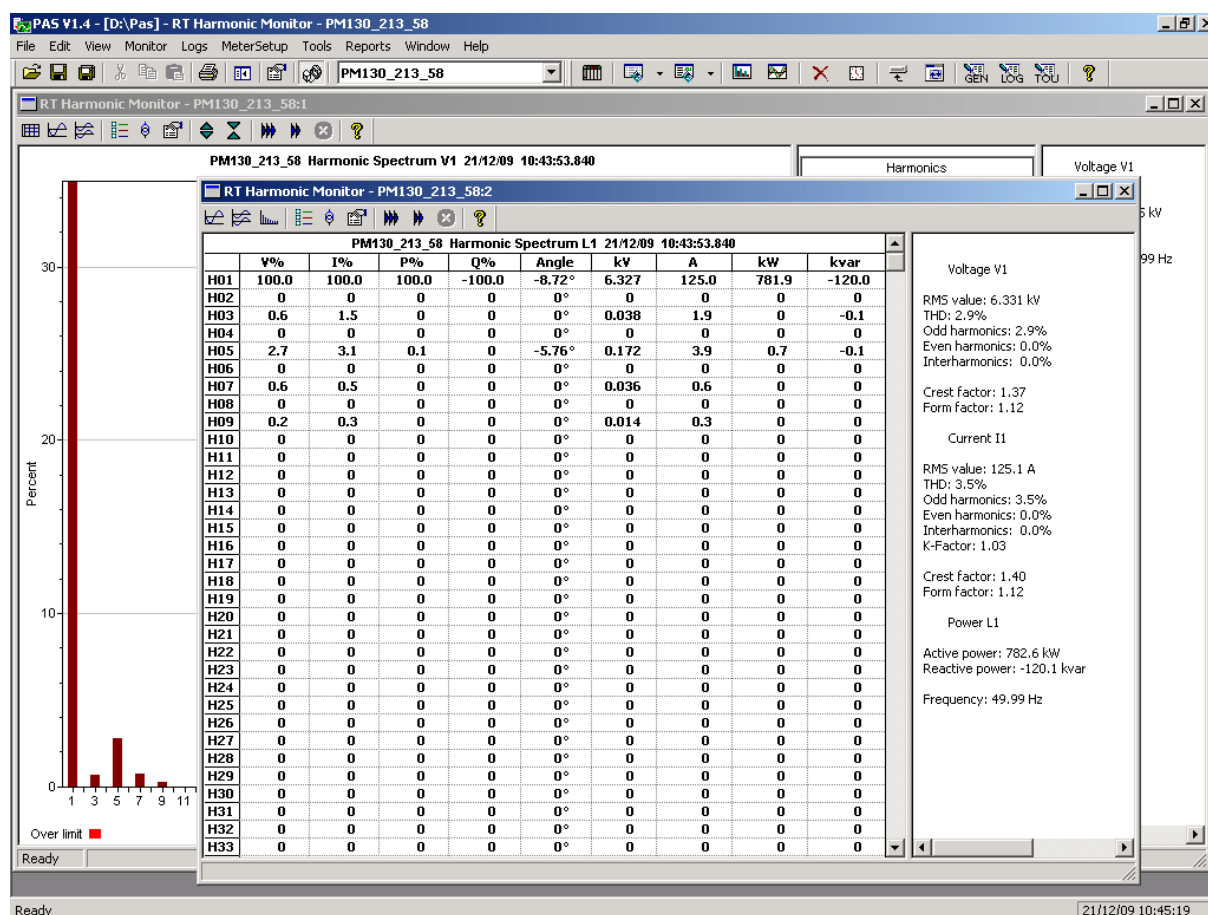 PAS V1.4 - [D:\Pas] - RT Harmonic Monitor - PM130_213_58
File Edit View Monitor Logs MeterSetup Tools Reports Window Help
PM130_213_58 GEN LOG TOU
RT Harmonic Monitor - PM130_213_58:1
PM130_213_58 Harmonic Spectrum V1 21/12/09 10:43:53.840
Harmonics
Voltage V1
kV
99 Hz
30
20
10
0
Percent
1 3 5 7 9 11
Over limit
Ready
RT Harmonic Monitor - PM130_213_58:2
PM130_213_58 Harmonic Spectrum L1 21/12/09 10:43:53.840
V% I% P% Q% Angle kV A kW kvar
H01 100.0 100.0 100.0 -100.0 -8.72° 6.327 125.0 781.9 -120.0
H02 0 0 0 0 0° 0 0 0 0
H03 0.6 1.5 0 0 0° 0.038 1.9 0 -0.1
H04 0 0 0 0 0° 0 0 0 0
H05 2.7 3.1 0.1 0 -5.76° 0.172 3.9 0.7 -0.1
H06 0 0 0 0 0° 0 0 0 0
H07 0.6 0.5 0 0 0° 0.036 0.6 0 0
H08 0 0 0 0 0° 0 0 0 0
H09 0.2 0.3 0 0 0° 0.014 0.3 0 0
H10 0 0 0 0 0° 0 0 0 0
H11 0 0 0 0 0° 0 0 0 0
H12 0 0 0 0 0° 0 0 0 0
H13 0 0 0 0 0° 0 0 0 0
H14 0 0 0 0 0° 0 0 0 0
H15 0 0 0 0 0° 0 0 0 0
H16 0 0 0 0 0° 0 0 0 0
H17 0 0 0 0 0° 0 0 0 0
H18 0 0 0 0 0° 0 0 0 0
H19 0 0 0 0 0° 0 0 0 0
H20 0 0 0 0 0° 0 0 0 0
H21 0 0 0 0 0° 0 0 0 0
H22 0 0 0 0 0° 0 0 0 0
H23 0 0 0 0 0° 0 0 0 0
H24 0 0 0 0 0° 0 0 0 0
H25 0 0 0 0 0° 0 0 0 0
H26 0 0 0 0 0° 0 0 0 0
H27 0 0 0 0 0° 0 0 0 0
H28 0 0 0 0 0° 0 0 0 0
H29 0 0 0 0 0° 0 0 0 0
H30 0 0 0 0 0° 0 0 0 0
H31 0 0 0 0 0° 0 0 0 0
H32 0 0 0 0 0° 0 0 0 0
H33 0 0 0 0 0° 0 0 0 0
Voltage V1
RMS value: 6.331 kV
THD: 2.9%
Odd harmonics: 2.9%
Even harmonics: 0.0%
Interharmonics: 0.0%
Crest factor: 1.37
Form factor: 1.12
Current I1
RMS value: 125.1 A
THD: 3.5%
Odd harmonics: 3.5%
Even harmonics: 0.0%
Interharmonics: 0.0%
K-Factor: 1.03
Crest factor: 1.40
Form factor: 1.12
Power L1
Active power: 782.6 kW
Reactive power: -120.1 kvar
Frequency: 49.99 Hz
Ready
21/12/09 10:45:19